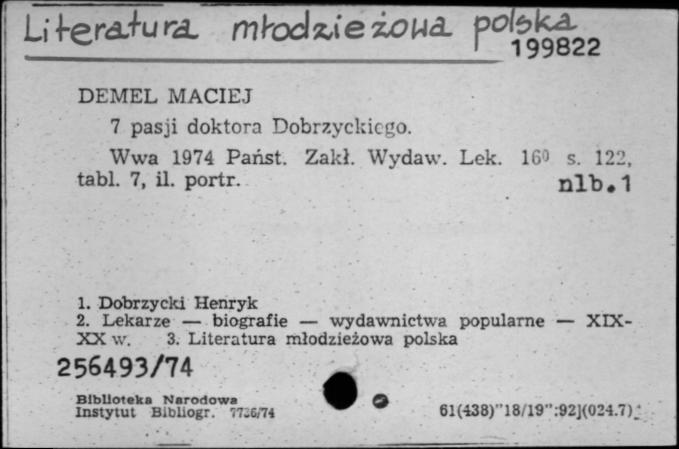 Literatura młodzieżowa polska
199822
DEMEL MACIEJ
7 pasji doktora Dobrzyckiego.
Wwa 1974 Państ. Zakł. Wydaw. Lek. 16⁰ s. 122,
tabl. 7, il. portr. nlb.1
1. Dobrzycki Henryk
2. Lekarze — biografie — wydawnictwa popularne — XIX-
XX w. 3. Literatura młodzieżowa polska
256493/74
Biblioteka Narodowa
Instytut Bibliogr. 7726/74 61(438)"18/19":92](024.7)